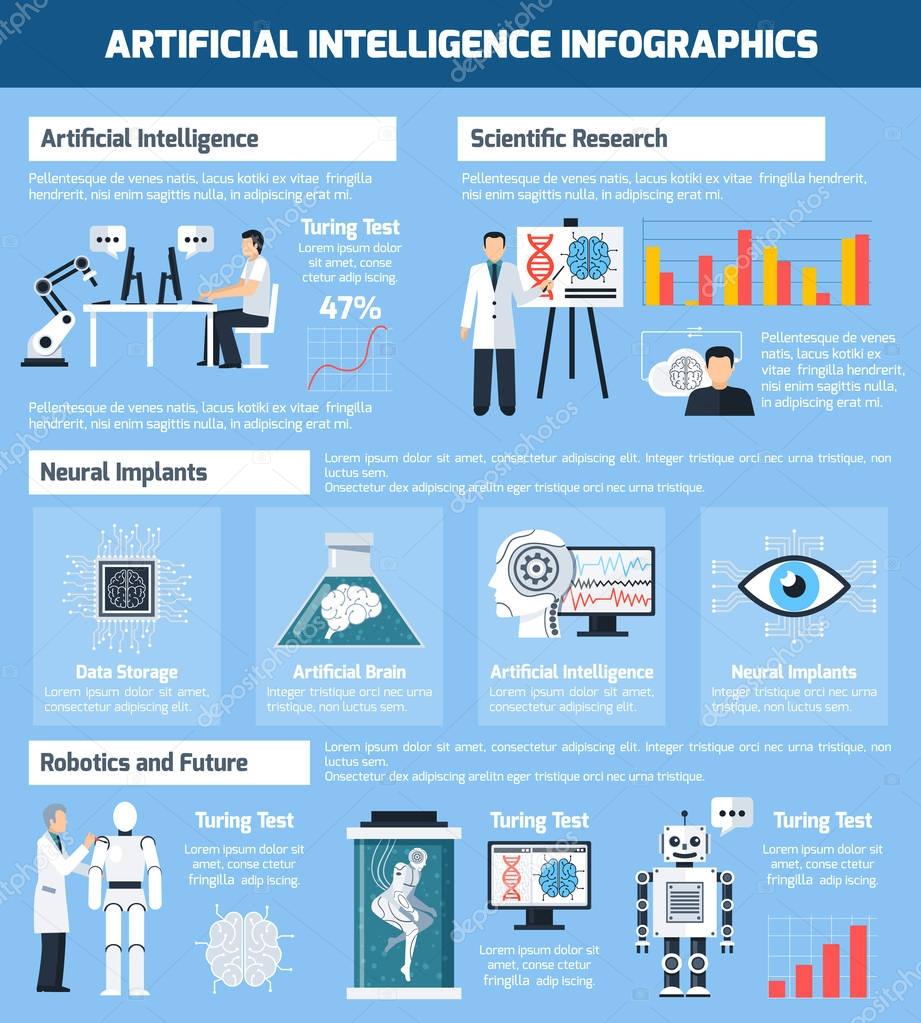 ARTIFICIAL INTELLIGENCE INFOGRAPHICS
Artificial Intelligence
Pellentesque de venes natis, lacus kotiki ex vitae fringilla
hendrerit, nisi enim sagittis nulla, in adipiscing erat mi.
Turing Test
Lorem ipsum dolor
sit amet, conse
ctetur adip iscing.
47%
Pellentesque de venes natis, lacus kotiki ex vitae fringilla
hendrerit, nisi enim sagittis nulla, in adipiscing erat mi.
Scientific Research
Pellentesque de venes natis, lacus kotiki ex vitae fringilla hendrerit,
nisi enim sagittis nulla, in adipiscing erat mi.
Pellentesque de venes
natis, lacus kotiki ex
vitae fringilla hendrerit,
nisi enim sagittis nulla,
in adipiscing erat mi.
Neural Implants
Lorem ipsum dolor sit amet, consectetur adipiscing elit. Integer tristique orci nec urna tristique, non
luctus sem.
Onsectetur dex adipiscing arelitn eger tristique orci nec urna tristique.
Data Storage
Lorem ipsum dolor sit amet,
consectetur adipiscing elit.
Artificial Brain
Integer tristique orci nec urna
tristique, non luctus sem.
Artificial Intelligence
Lorem ipsum dolor sit amet,
consectetur adipiscing elit.
Neural Implants
Integer tristique orci nec urna
tristique, non luctus sem.
Robotics and Future
Lorem ipsum dolor sit amet, consectetur adipiscing elit. Integer tristique orci nec urna tristique, non
luctus sem.
Onsectetur dex adipiscing arelitn eger tristique orci nec urna tristique.
Turing Test
Lorem ipsum dolor sit
amet, conse ctetur
fringilla adip iscing.
Turing Test
Lorem ipsum dolor sit
amet, conse ctetur
fringilla adip iscing.
Turing Test
Lorem ipsum dolor sit
amet, conse ctetur
fringilla adip iscing.
depositphotos